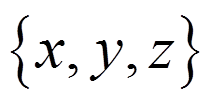 {x, y, z}